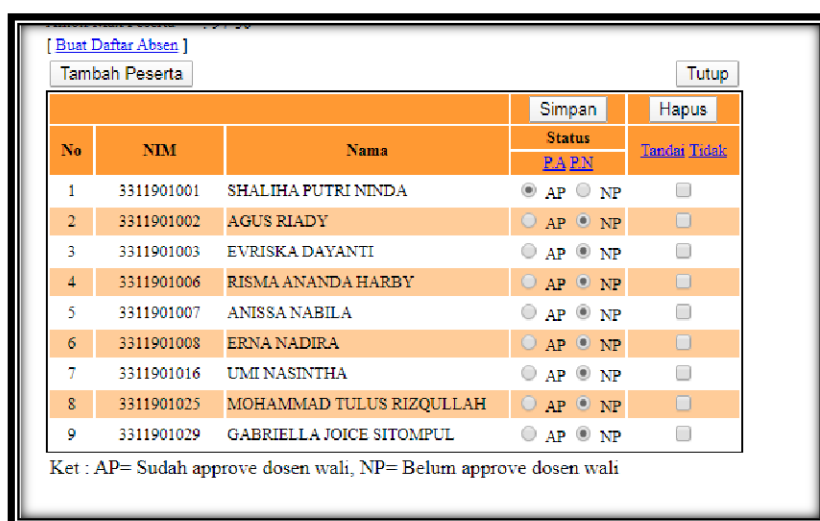 [ Buat Daftar Absen ]
Tambah Peserta Tutup
Simpan Hapus
No NIM Nama Status Tandai Tidak
P.A P.N
1 3311901001 SHALIHA PUTRI NINDA AP NP
2 3311901002 AGUS RIADY AP NP
3 3311901003 EVRISKA DAYANTI AP NP
4 3311901006 RISMA ANANDA HARBY AP NP
5 3311901007 ANISSA NABILA AP NP
6 3311901008 ERNA NADIRA AP NP
7 3311901016 UMI NASINTHA AP NP
8 3311901025 MOHAMMAD TULUS RIZQULLAH AP NP
9 3311901029 GABRIELLA JOICE SITOMPUL AP NP
Ket : AP= Sudah approve dosen wali, NP= Belum approve dosen wali